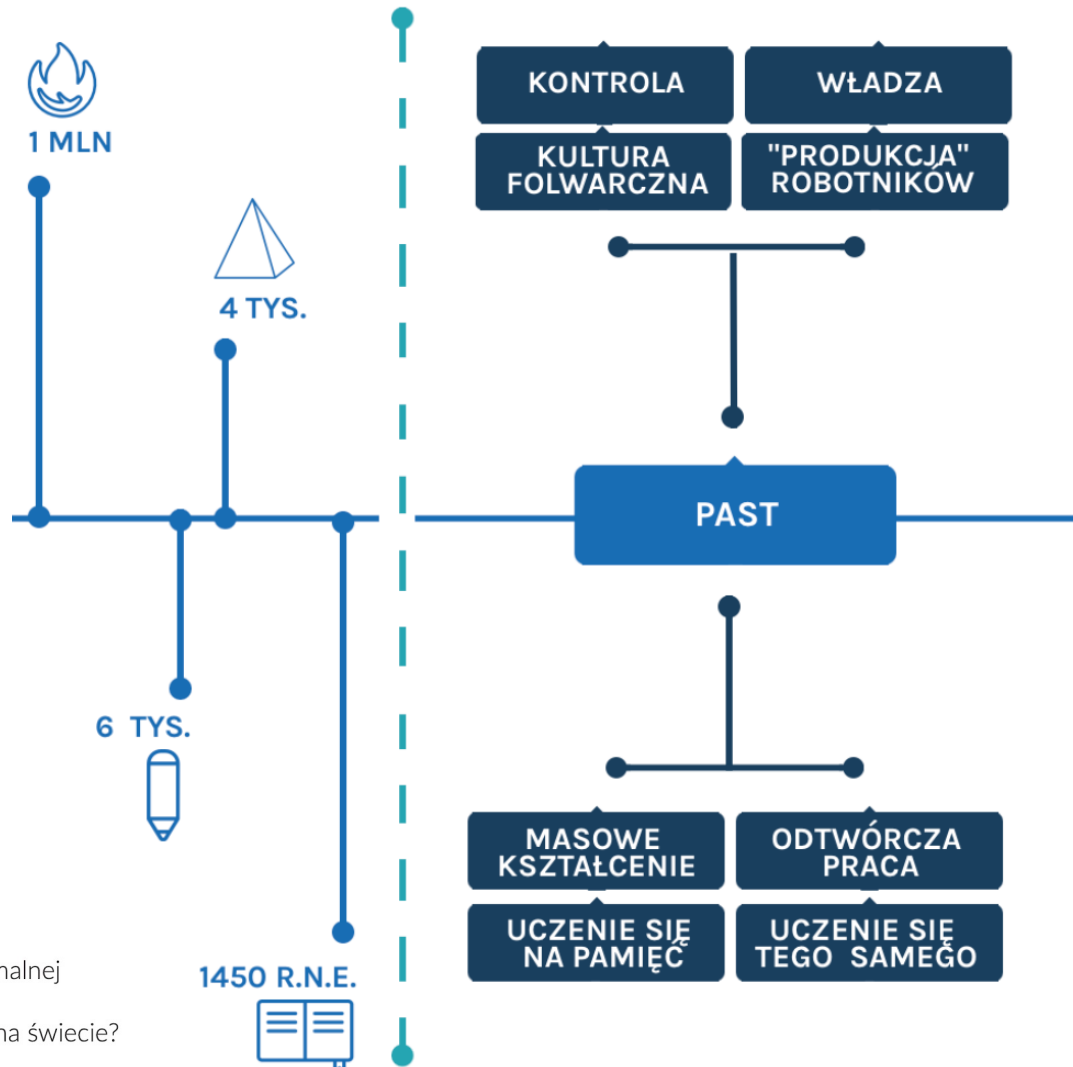 1 MLN
4 TYS.
6 TYS.
1450 R.N.E.
malnej
na świecie?
KONTROLA
WŁADZA
KULTURA
FOLWARCZNA
"PRODUKCJA"
ROBOTNIKÓW
PAST
MASOWE
KSZTAŁCENIE
ODTWÓRCZA
PRACA
UCZENIE SIĘ
NA PAMIĘĆ
UCZENIE SIĘ
TEGO SAMEGO